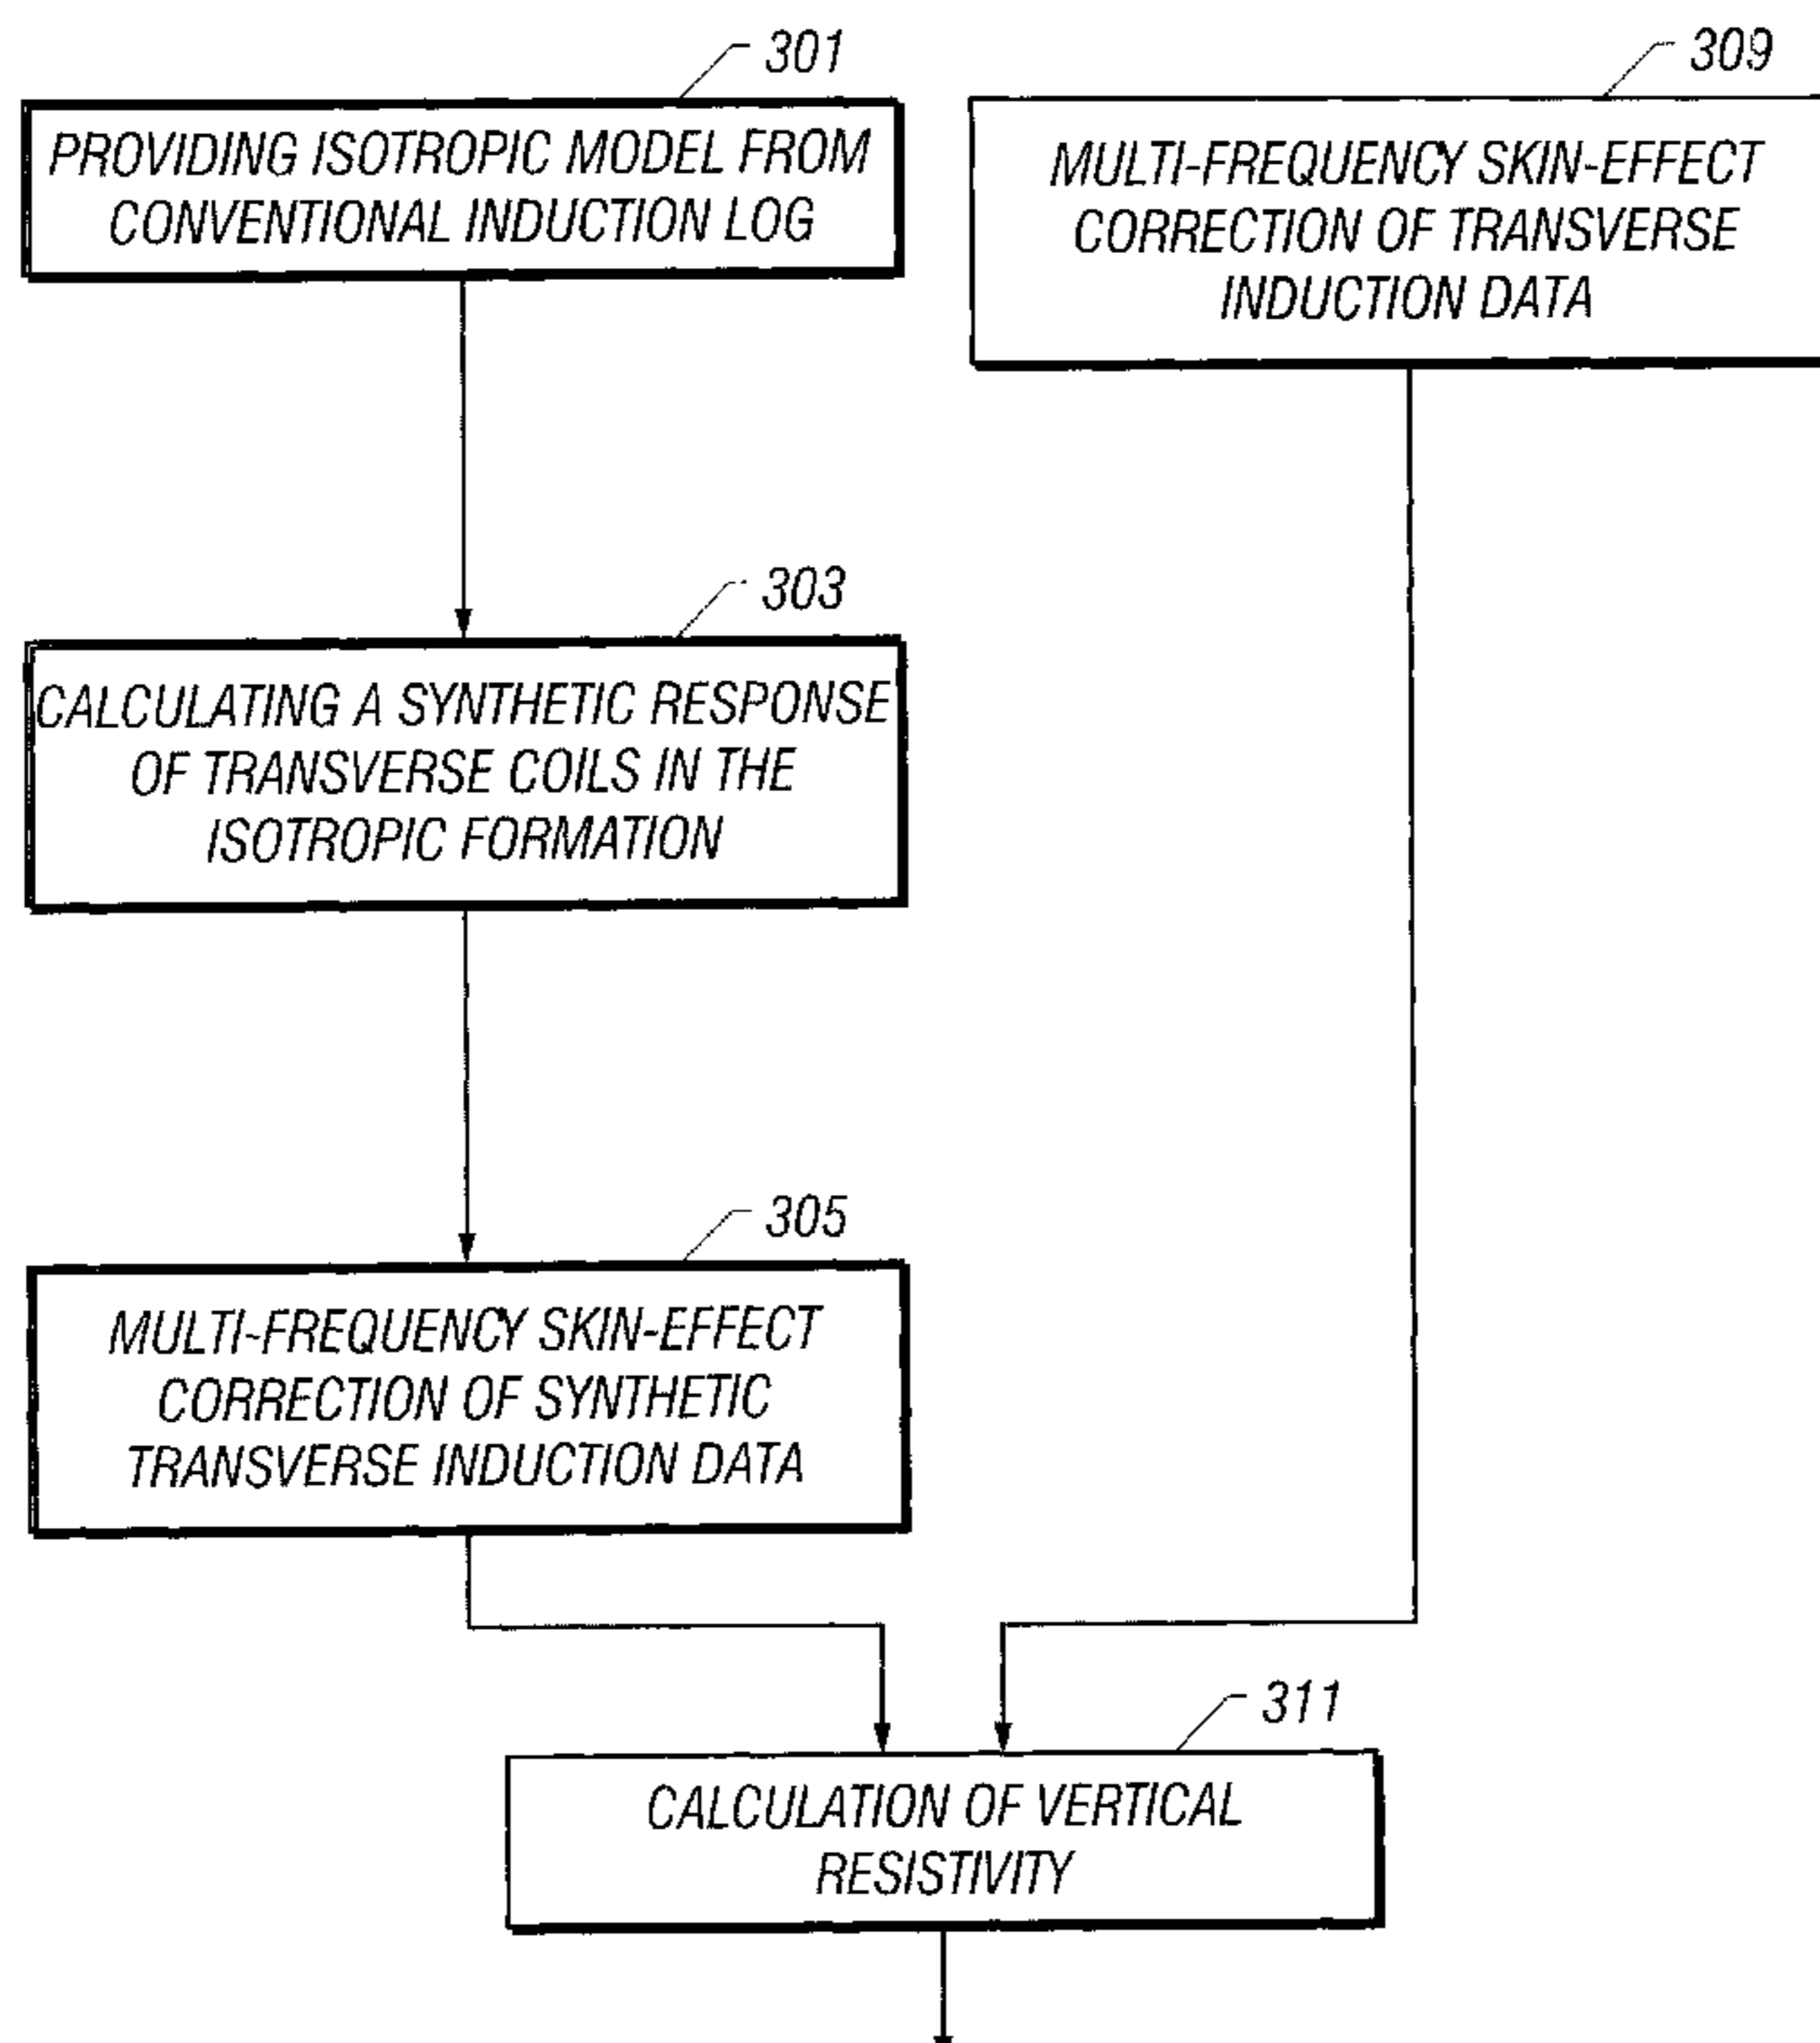 301
PROVIDING ISOTROPIC MODEL FROM
CONVENTIONAL INDUCTION LOG
309
MULTI-FREQUENCY SKIN-EFFECT
CORRECTION OF TRANSVERSE
INDUCTION DATA
303
CALCULATING A SYNTHETIC RESPONSE
OF TRANSVERSE COILS IN THE
ISOTROPIC FORMATION
305
MULTI-FREQUENCY SKIN-EFFECT
CORRECTION OF SYNTHETIC
TRANSVERSE INDUCTION DATA
311
CALCULATION OF VERTICAL
RESISTIVITY